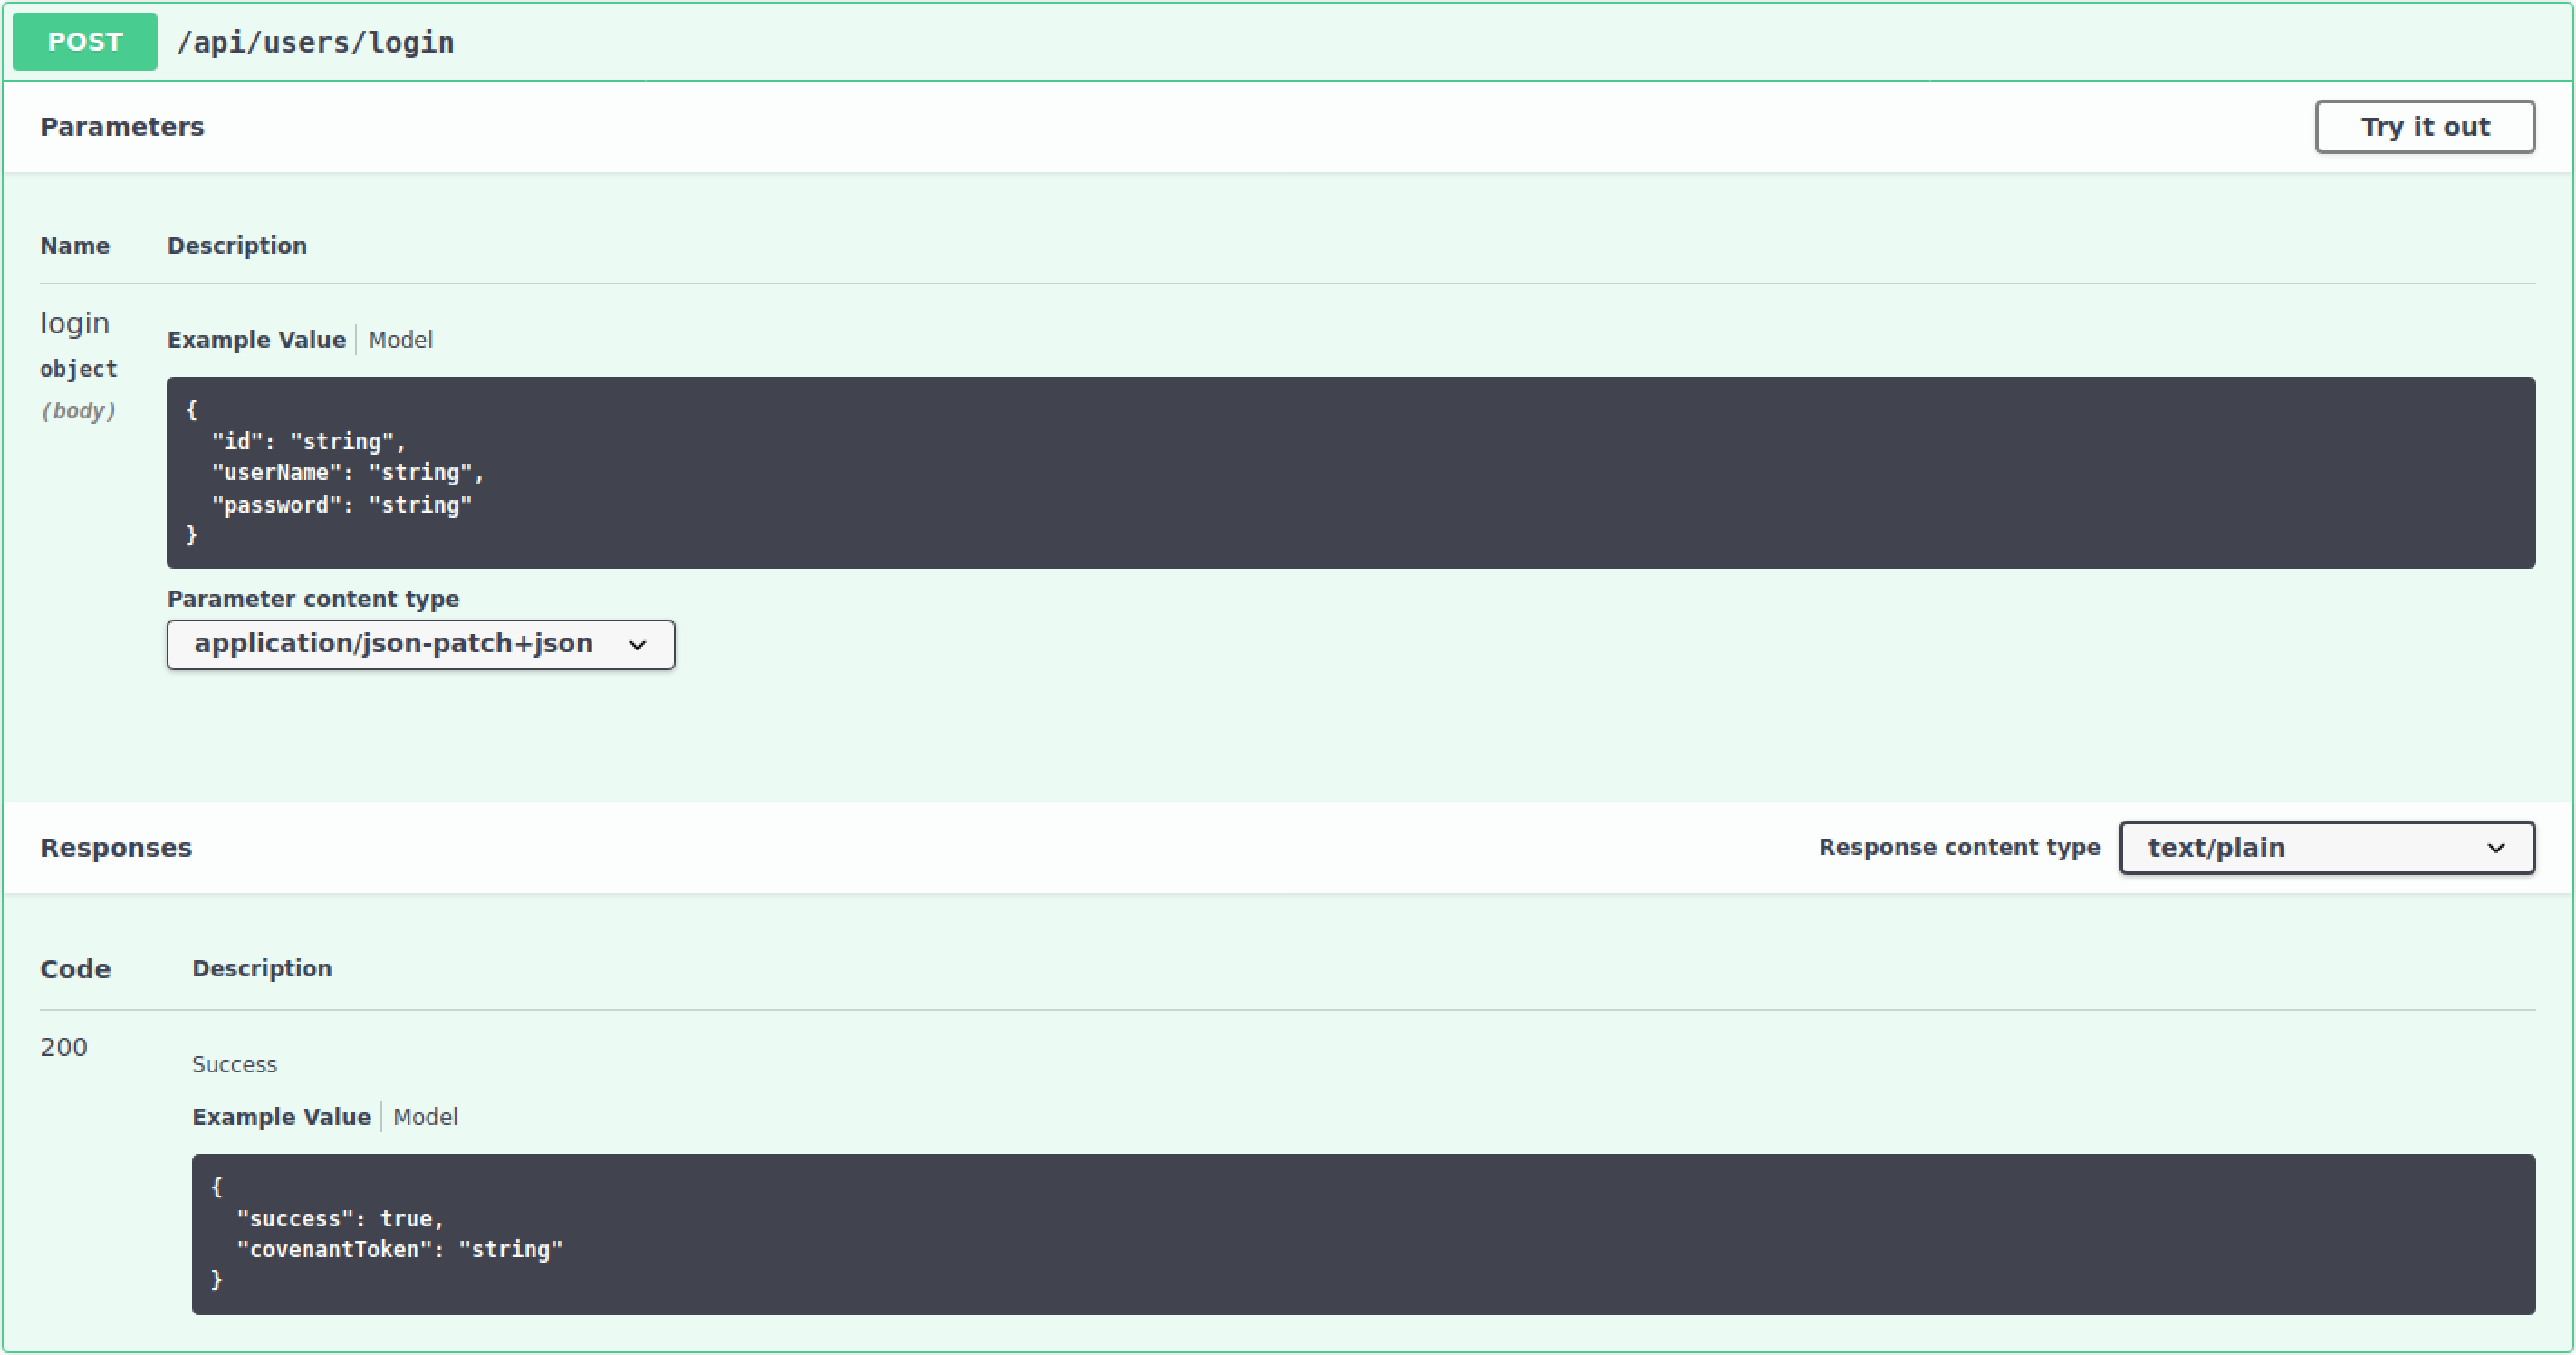 POST /api/users/login
Parameters Try it out
Name Description
login
object
(body)
Example Value Model
{
  "id": "string",
  "userName": "string",
  "password": "string"
}
Parameter content type
application/json-patch+json
Responses Response content type text/plain
Code Description
200
Success
Example Value Model
{
  "success": true,
  "covenantToken": "string"
}